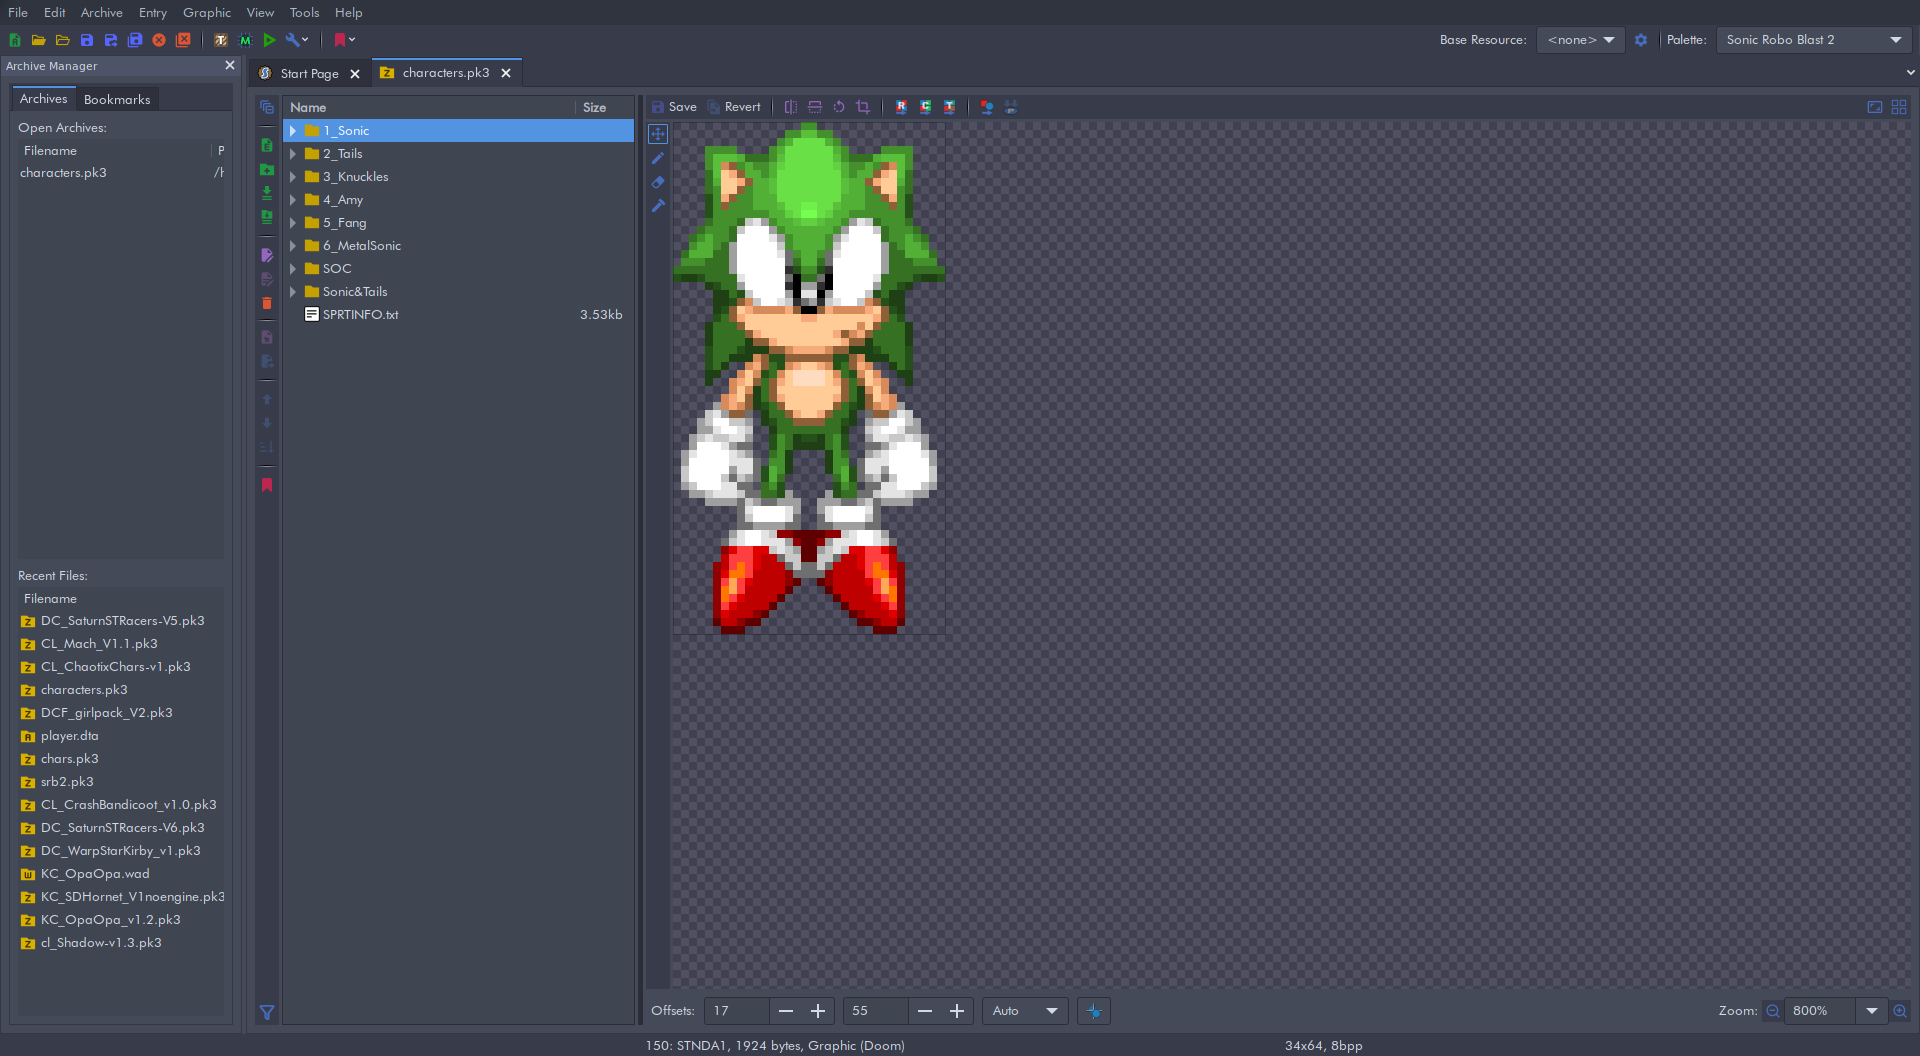 File Edit Archive Entry Graphic View Tools Help
Base Resource: <none> Palette: Sonic Robo Blast 2
Archive Manager
Start Page characters.pk3
Archives Bookmarks
Open Archives:
Filename P
characters.pk3 /h
Recent Files:
Filename
DC_SaturnSTRacers-V5.pk3
CL_Mach_V1.1.pk3
CL_ChaotixChars-v1.pk3
characters.pk3
DCF_girlpack_V2.pk3
player.dta
chars.pk3
srb2.pk3
CL_CrashBandicoot_v1.0.pk3
DC_SaturnSTRacers-V6.pk3
DC_WarpStarKirby_v1.pk3
KC_OpaOpa.wad
KC_SDHornet_V1noengine.pk3
KC_OpaOpa_v1.2.pk3
cl_Shadow-v1.3.pk3
Name Size
1_Sonic
2_Tails
3_Knuckles
4_Amy
5_Fang
6_MetalSonic
SOC
Sonic&Tails
SPRTINFO.txt 3.53kb
Save Revert
Offsets: 17 55 Auto Zoom: 800%
150: STNDA1, 1924 bytes, Graphic (Doom) 34x64, 8bpp